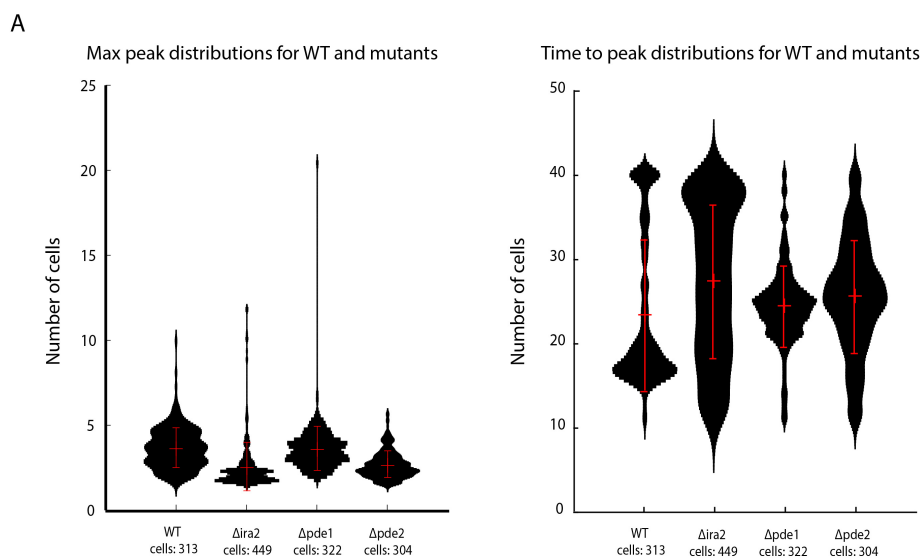 A
Max peak distributions for WT and mutants
Number of cells
25
20
15
10
5
0
WT
cells: 313
Δira2
cells: 449
Δpde1
cells: 322
Δpde2
cells: 304
Time to peak distributions for WT and mutants
Number of cells
50
40
30
20
10
0
WT
cells: 313
Δira2
cells: 449
Δpde1
cells: 322
Δpde2
cells: 304